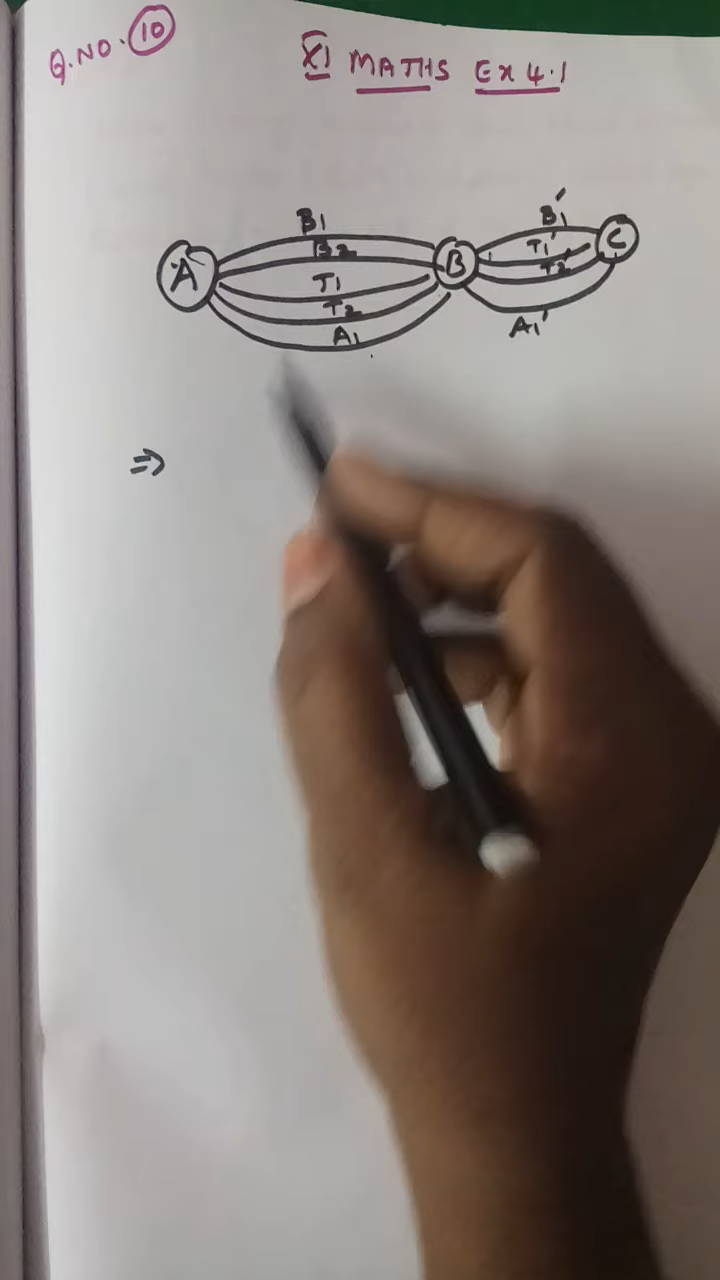 Q.NO. 10
XI MATHS Ex 4.1
B1 B1'
B2 T1'
A B C
T1 T2'
T2
A1 A1'
⇒